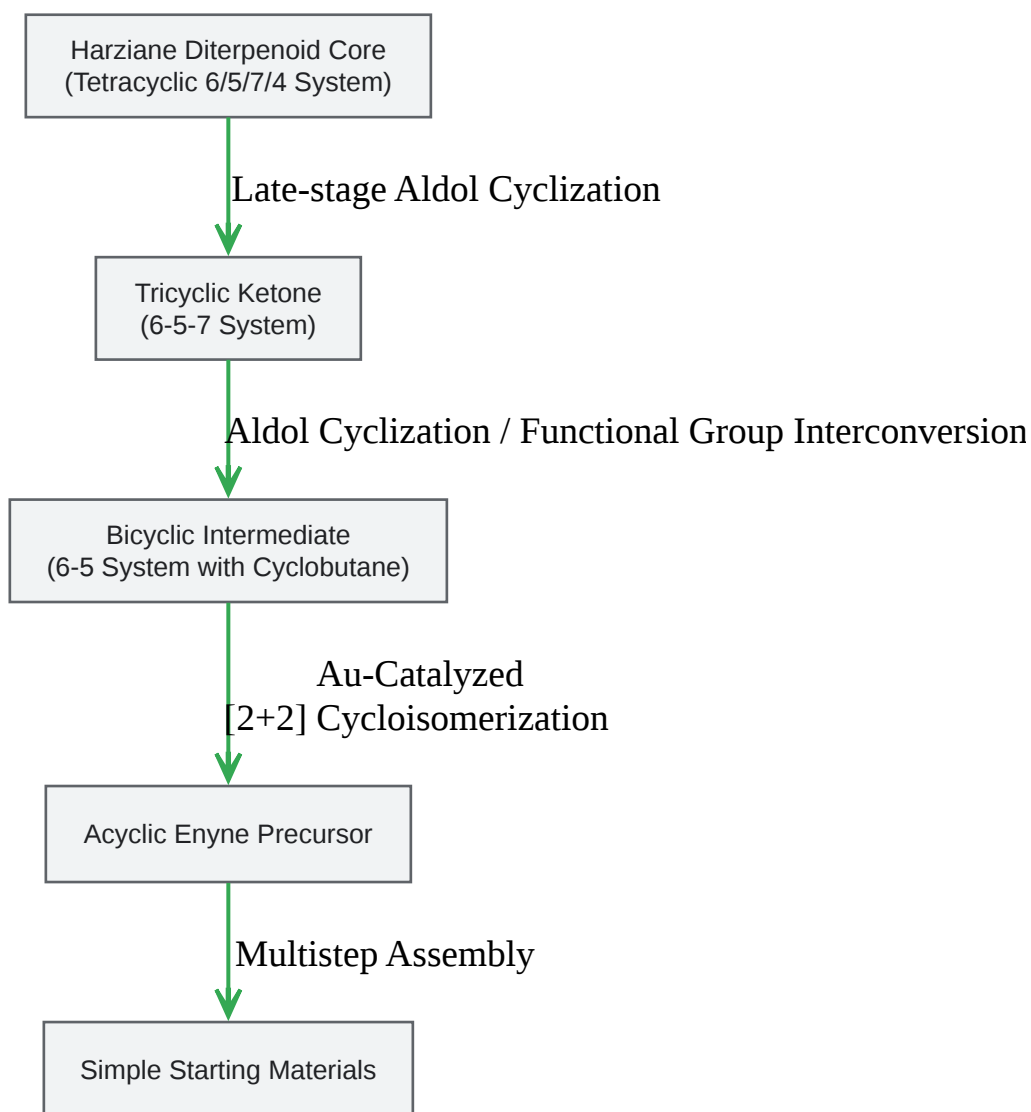 Harziane Diterpenoid Core
(Tetracyclic 6/5/7/4 System)
Late-stage Aldol Cyclization
Tricyclic Ketone
(6-5-7 System)
Aldol Cyclization / Functional Group Interconversion
Bicyclic Intermediate
(6-5 System with Cyclobutane)
Au-Catalyzed
[2+2] Cycloisomerization
Acyclic Enyne Precursor
Multistep Assembly
Simple Starting Materials